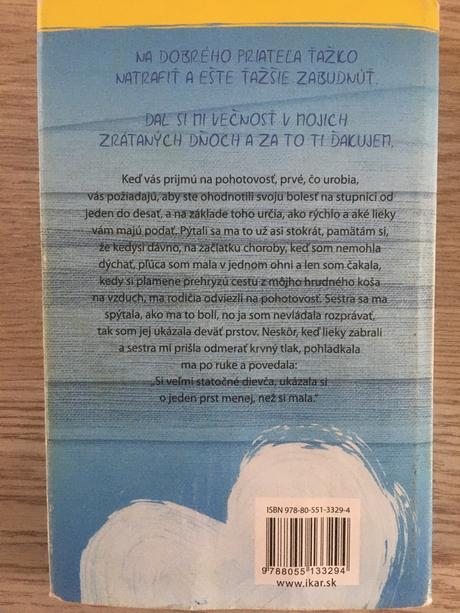 NA DOBRÉHO PRIATEĽA ŤAŽKO
NATRAFIŤ A EŠTE ŤAŽŠIE ZABUDNÚŤ.
DAL SI MI VEČNOSŤ V MOJICH
ZRÁTANÝCH DŇOCH A ZA TO TI ĎAKUJEM.
Keď vás prijmú na pohotovosť, prvé, čo urobia,
vás požiadajú, aby ste ohodnotili svoju bolesť na stupnici od
jeden do desať, a na základe toho určia, ako rýchlo a aké lieky
vám majú podať. Pýtali sa ma to už asi stokrát, pamätám si,
že kedysi dávno, na začiatku choroby, keď som nemohla
dýchať, pľúca som mala v jednom ohni a len som čakala,
kedy si plamene prehryzú cestu z môjho hrudného koša
na vzduch, ma rodičia odviezli na pohotovosť. Sestra sa ma
spýtala, ako ma to bolí, no ja som nevládala rozprávať,
tak som jej ukázala deväť prstov. Neskôr, keď lieky zabrali
a sestra mi prišla odmerať krvný tlak, pohladkala
ma po ruke a povedala:
„Si veľmi statočné dievča, ukázala si
o jeden prst menej, než si mala.“
ISBN 978-80-551-3329-4
9 788055 133294
www.ikar.sk